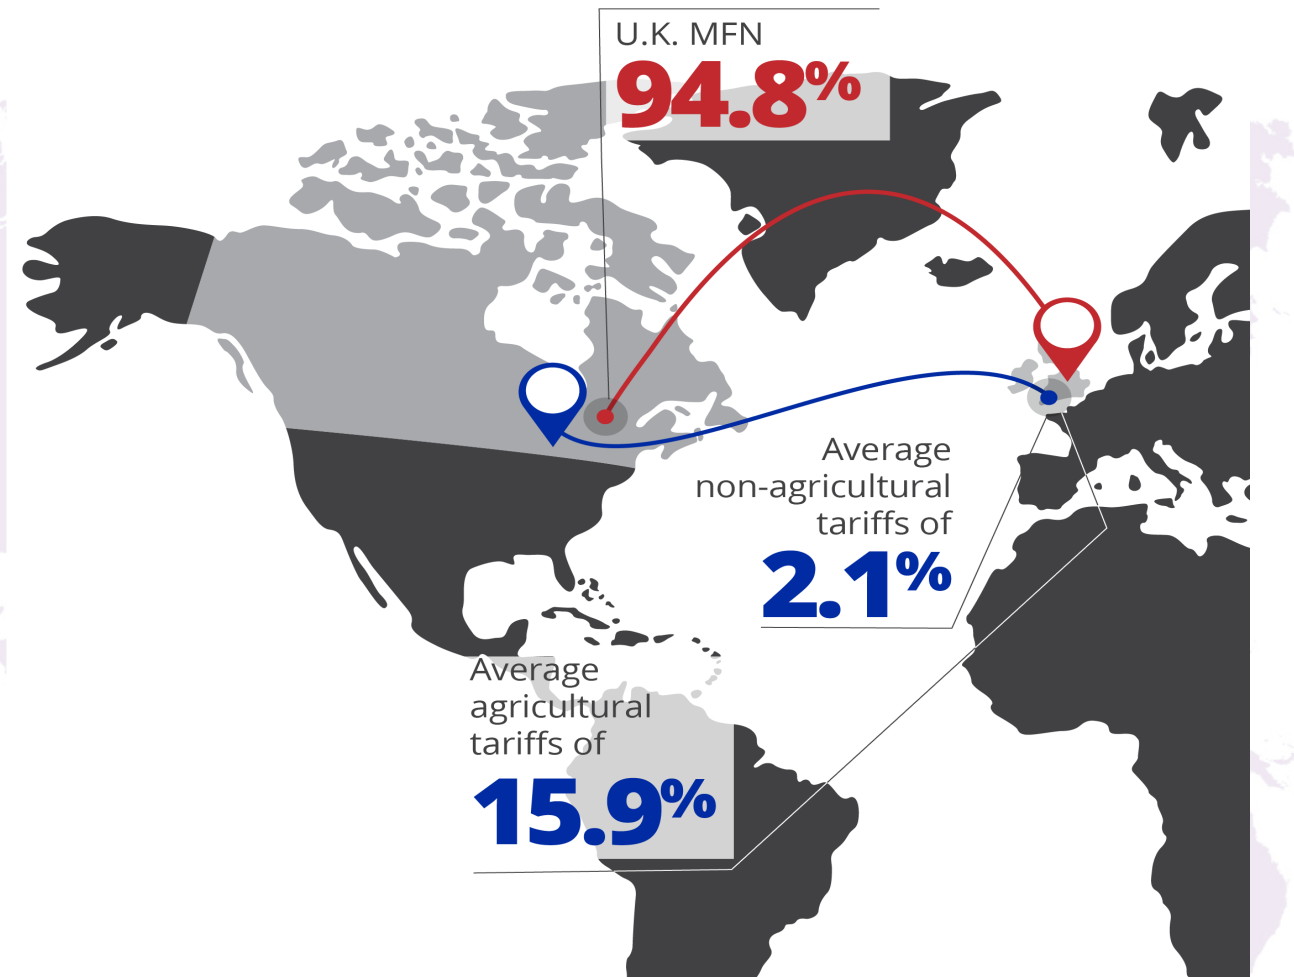 U.K. MFN
94.8%
Average
non-agricultural
tariffs of
2.1%
Average
agricultural
tariffs of
15.9%